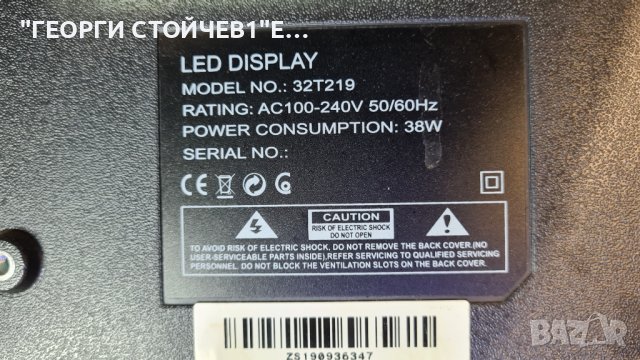 "ГЕОРГИ СТОЙЧЕВ1"Е...
LED DISPLAY
MODEL NO.: 32T219
RATING: AC100-240V 50/60Hz
POWER CONSUMPTION: 38W
SERIAL NO.:
CE
CAUTION
RISK OF ELECTRIC SHOCK
DO NOT OPEN
TO AVOID RISK OF ELECTRIC SHOCK, DO NOT REMOVE THE BACK COVER.(NO
USER-SERVICEABLE PARTS INSIDE),REFER SERVICING TO QUALIFIED SERVICING
PERSONNEL. DO NOT BLOCK THE VENTILATION SLOTS ON THE BACK COVER.
ZS190936347
BAZAR